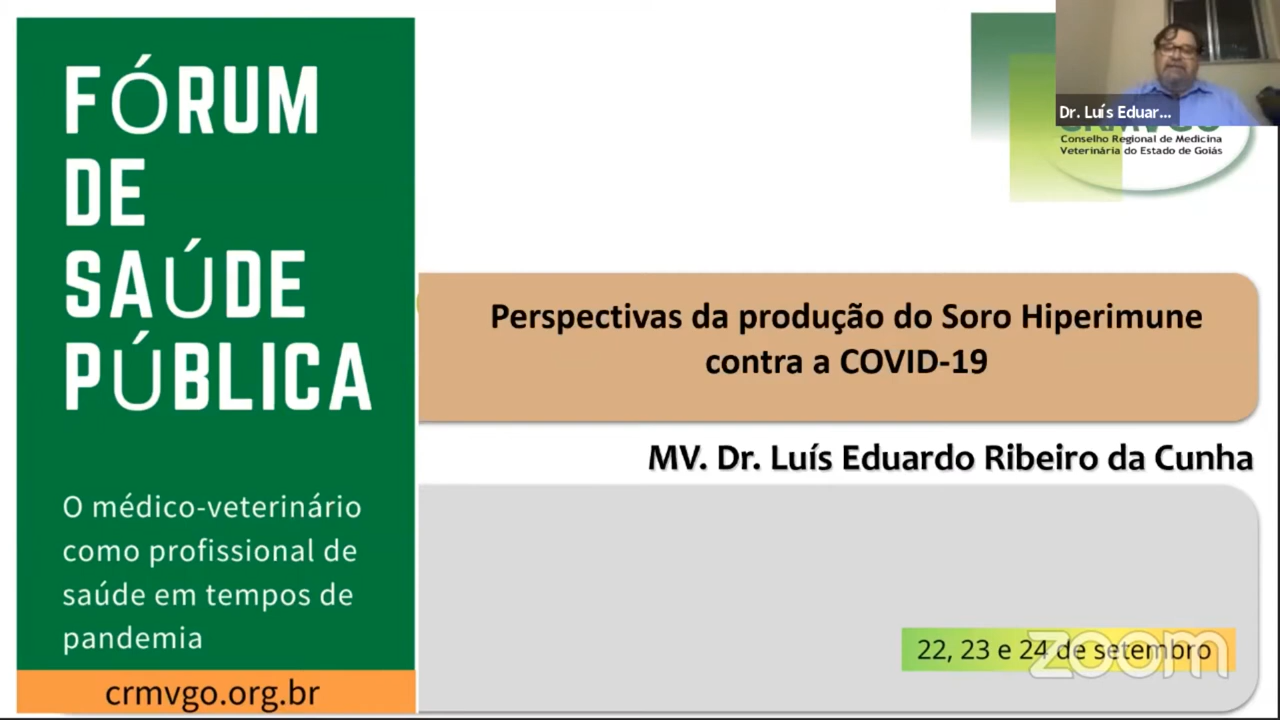 FÓRUM
DE
SAÚDE
PÚBLICA
O médico-veterinário
como profissional de
saúde em tempos de
pandemia
crmvgo.org.br
Dr. Luís Eduar...
CRMVGO
Conselho Regional de Medicina
Veterinária do Estado de Goiás
Perspectivas da produção do Soro Hiperimune
contra a COVID-19
MV. Dr. Luís Eduardo Ribeiro da Cunha
22, 23 e 24 de setembro
zoom